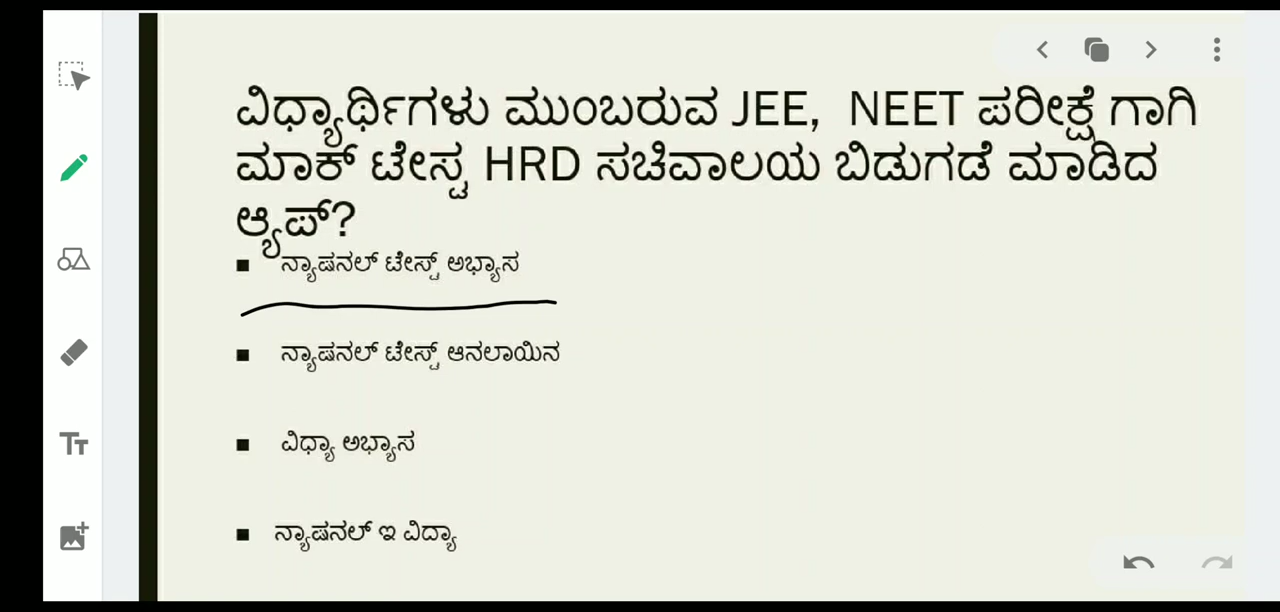 ವಿಧ್ಯಾರ್ಥಿಗಳು ಮುಂಬರುವ JEE, NEET ಪರೀಕ್ಷೆ ಗಾಗಿ
ಮಾಕ್ ಟೇಸ್ಟ HRD ಸಚಿವಾಲಯ ಬಿಡುಗಡೆ ಮಾಡಿದ
ಆ್ಯಪ್?
■ ನ್ಯಾಷನಲ್ ಟೇಸ್ಟ್ ಅಭ್ಯಾಸ
■ ನ್ಯಾಷನಲ್ ಟೇಸ್ಟ್ ಆನಲಾಯಿನ
■ ವಿಧ್ಯಾ ಅಭ್ಯಾಸ
■ ನ್ಯಾಷನಲ್ ಇ ವಿದ್ಯಾ